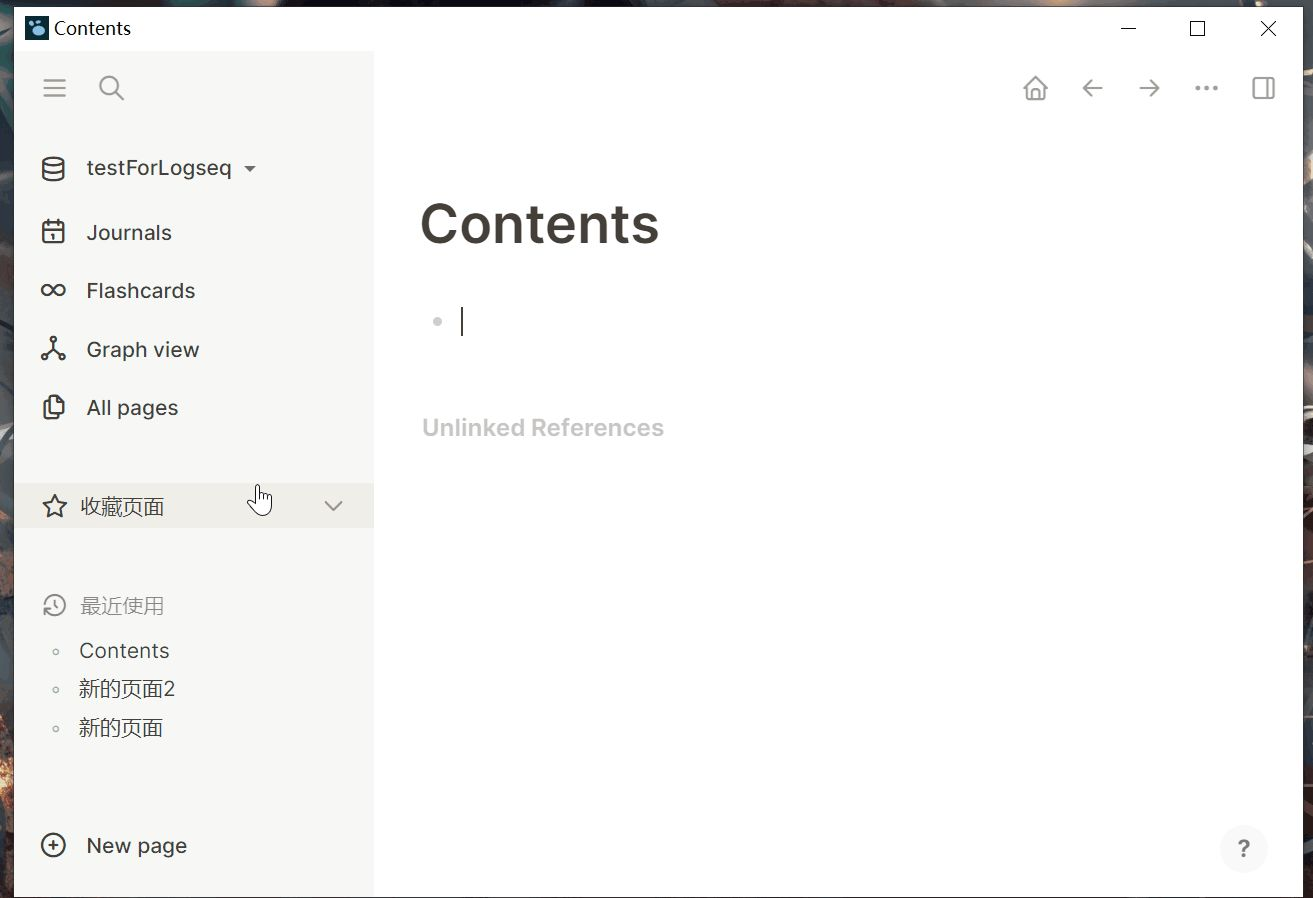 Contents
testForLogseq
Journals
Flashcards
Graph view
All pages
收藏页面
最近使用
Contents
新的页面2
新的页面
New page
Contents
Unlinked References
?